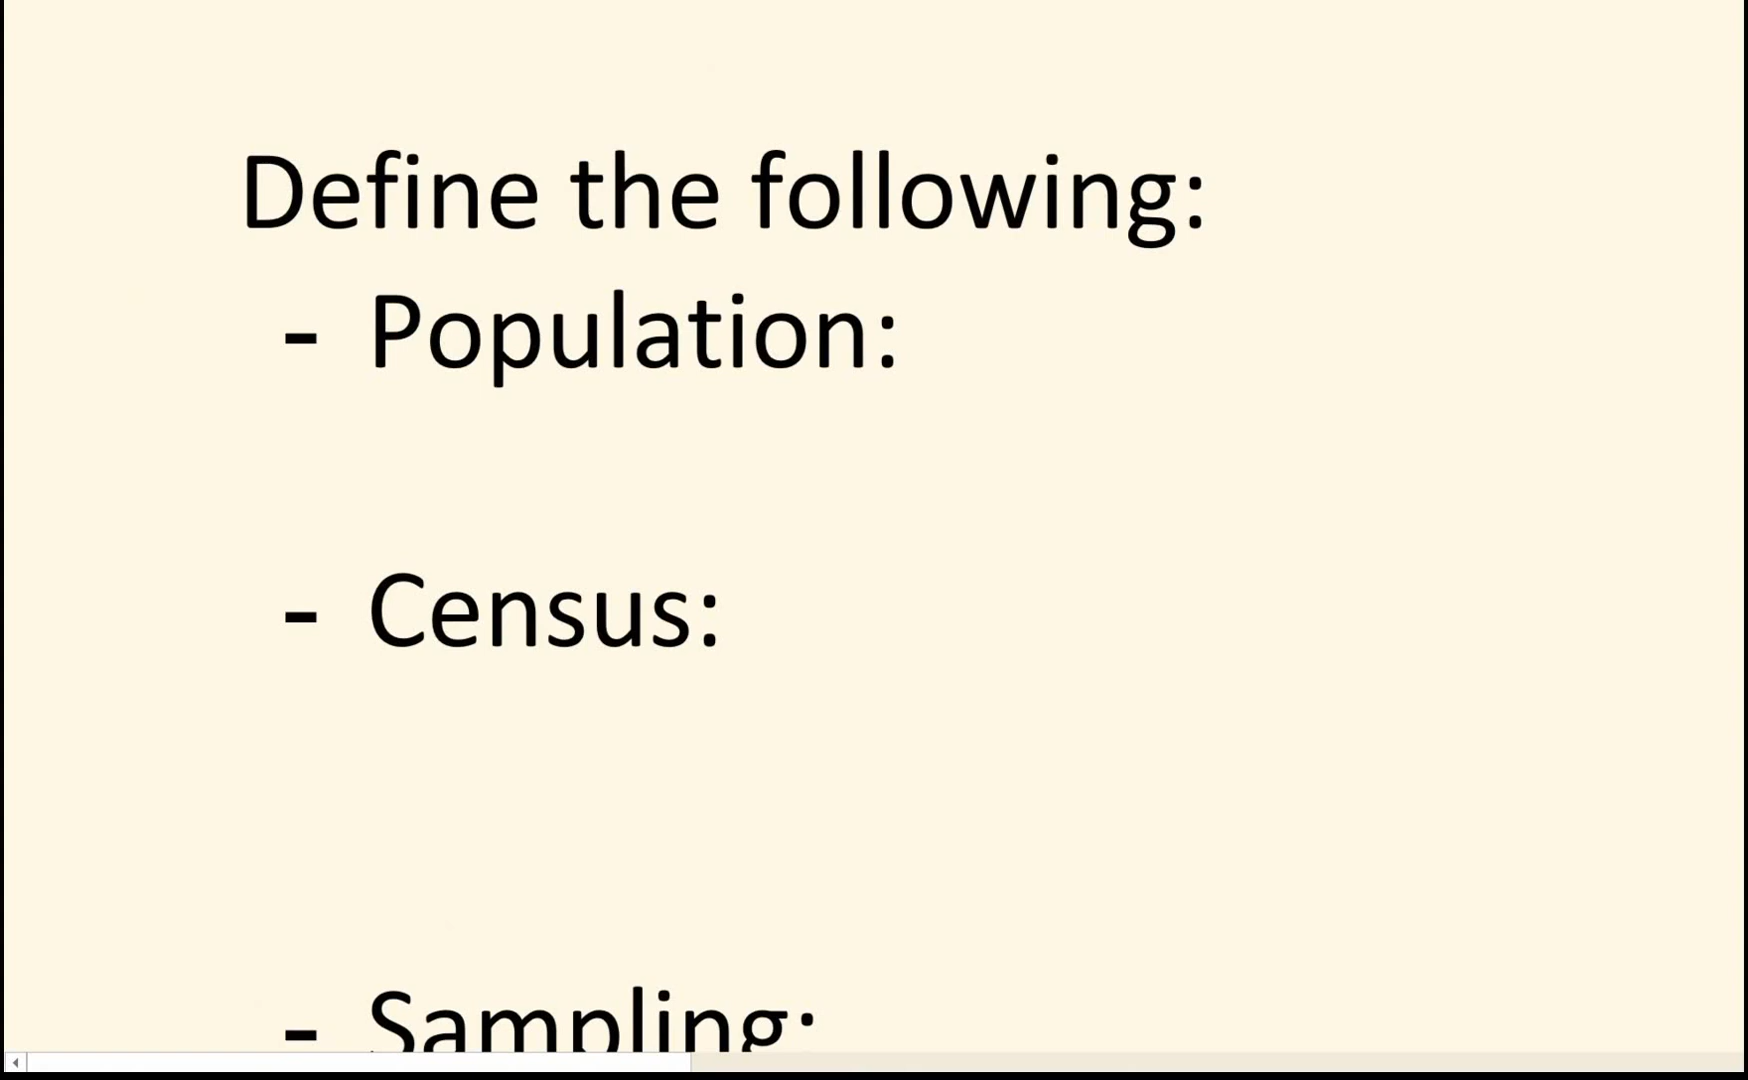 Define the following:
- Population:
- Census:
- Sampling: